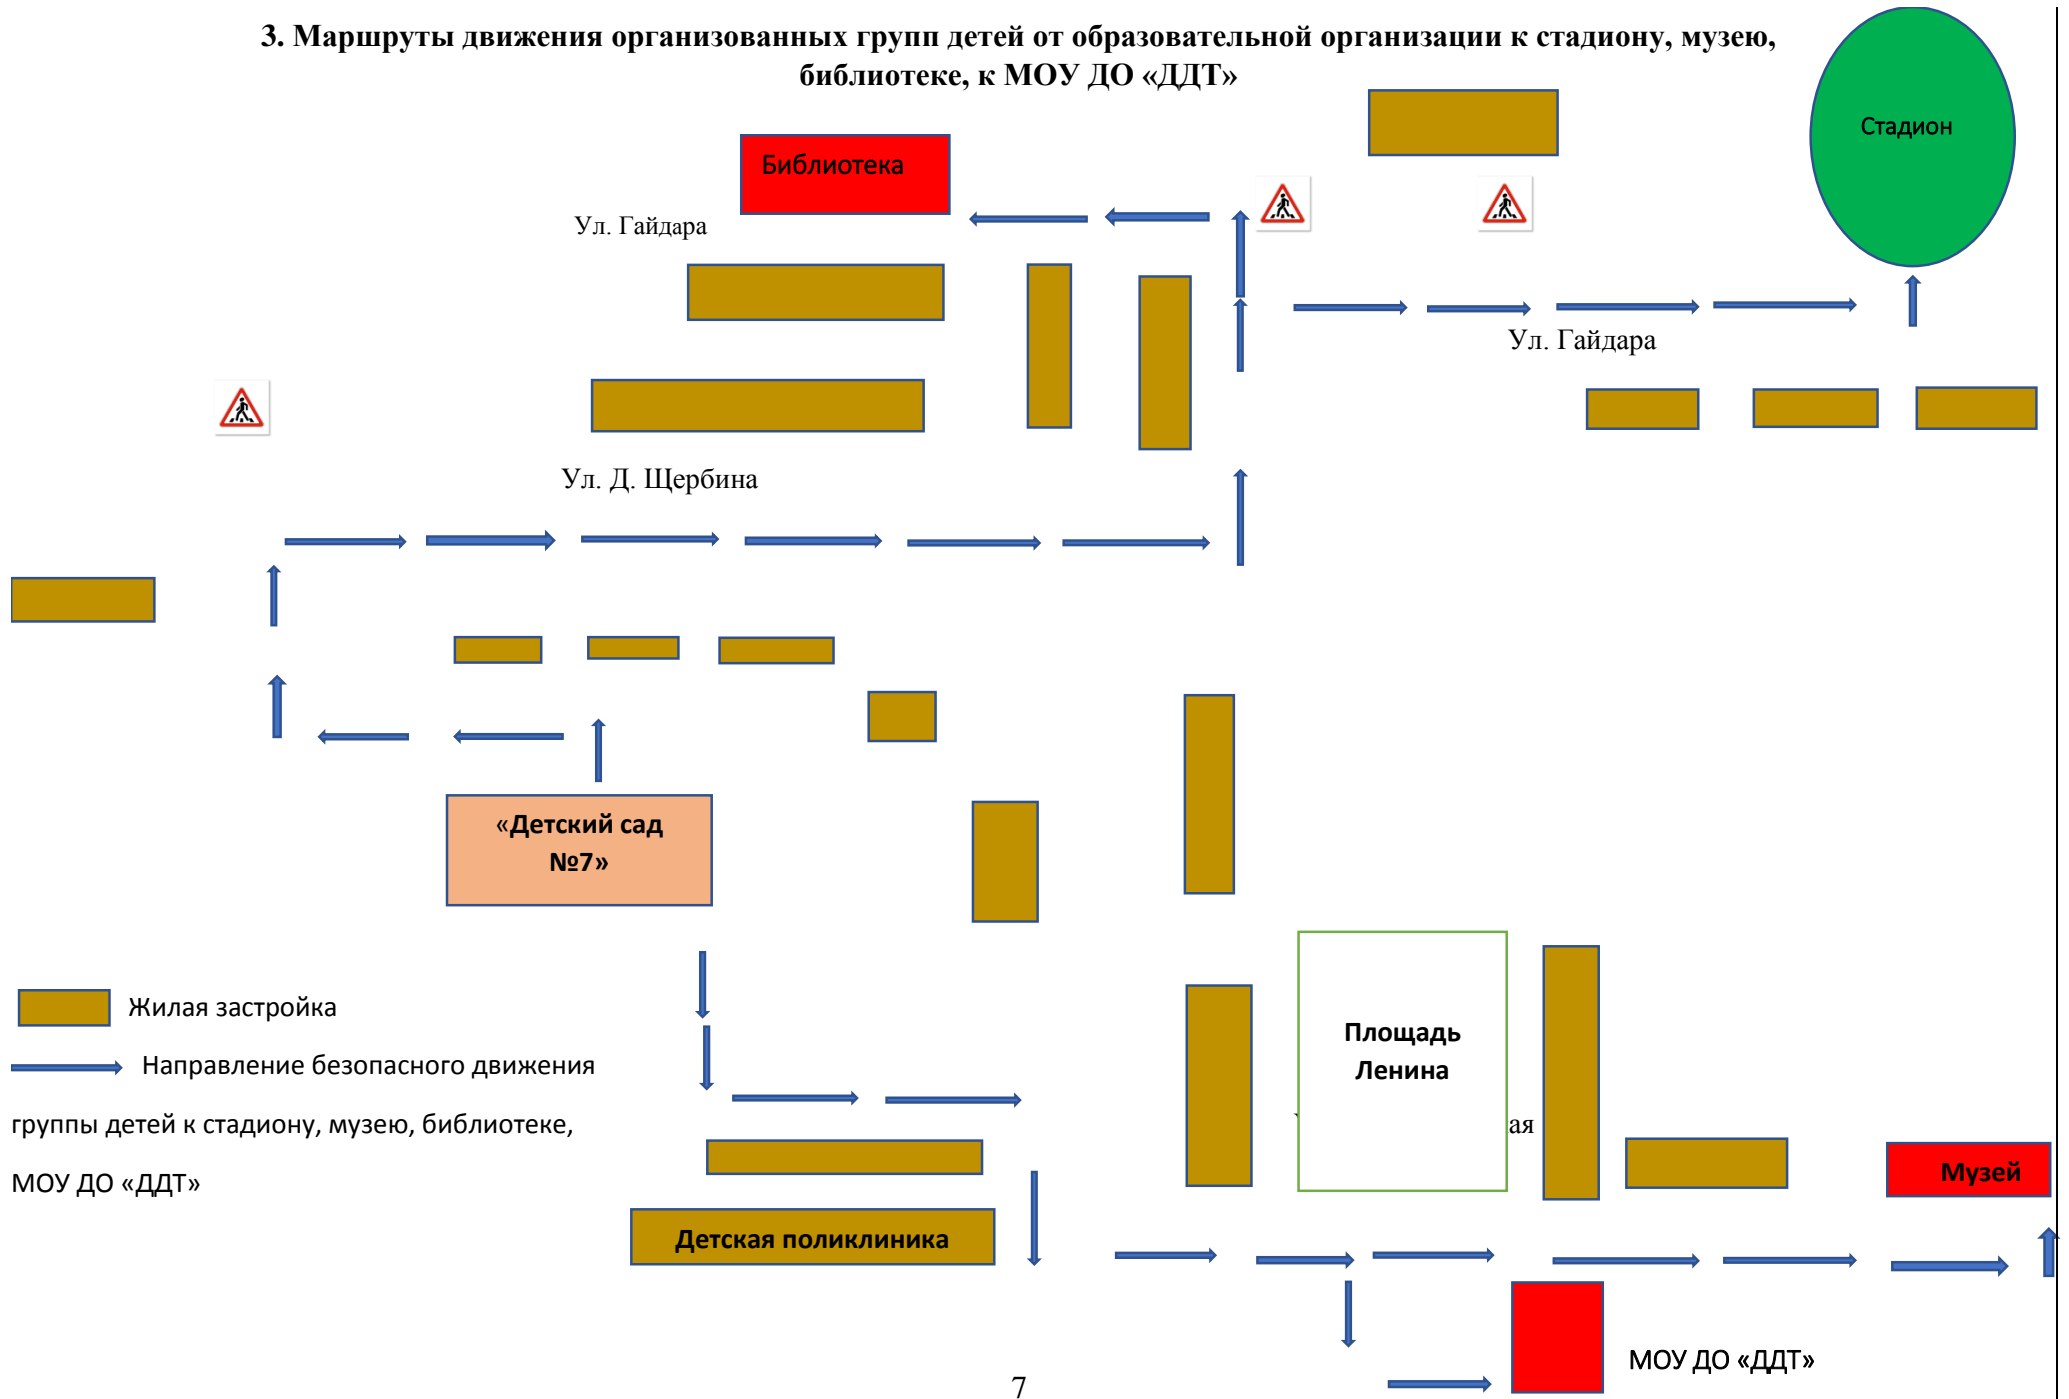 3. Маршруты движения организованных групп детей от образовательной организации к стадиону, музею,
библиотеке, к МОУ ДО «ДДТ»
Стадион
Библиотека
Ул. Гайдара
Ул. Гайдара
Ул. Д. Щербина
«Детский сад
№7»
Жилая застройка
Направление безопасного движения
группы детей к стадиону, музею, библиотеке,
МОУ ДО «ДДТ»
Площадь
Ленина
ая
Музей
Детская поликлиника
МОУ ДО «ДДТ»
7